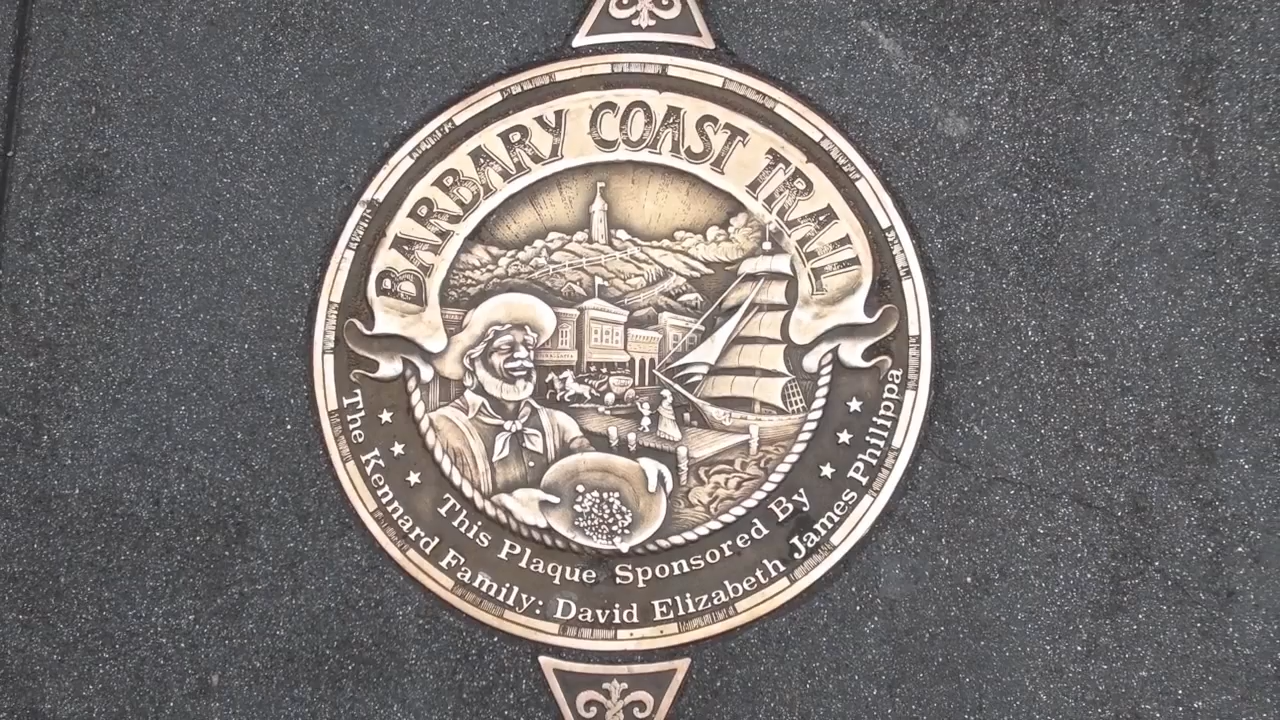 BARBARY COAST TRAIL
This Plaque Sponsored By
The Kennard Family: David Elizabeth James Philippa